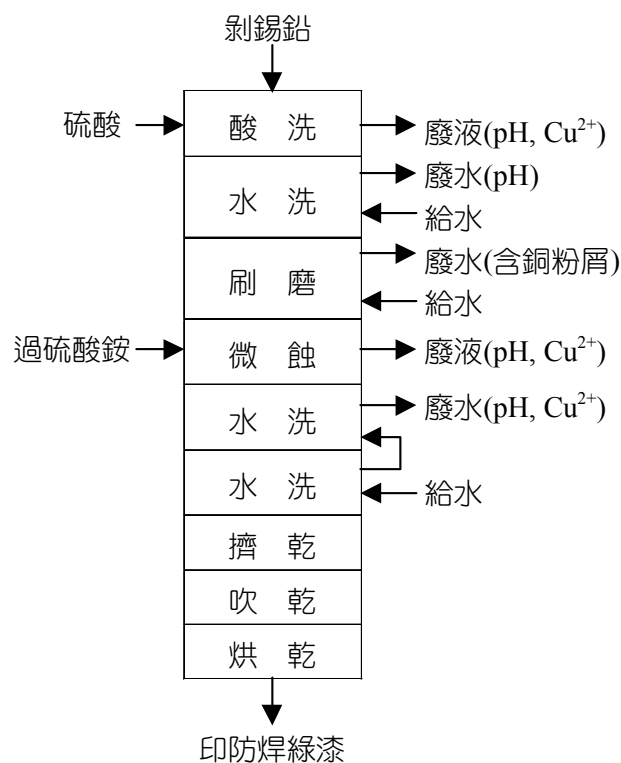 剝錫鉛
硫酸
酸 洗
廢液(pH, Cu²⁺)
廢水(pH)
水 洗
給水
廢水(含銅粉屑)
刷 磨
給水
過硫酸銨
微 蝕
廢液(pH, Cu²⁺)
廢水(pH, Cu²⁺)
水 洗
水 洗
給水
擠 乾
吹 乾
烘 乾
印防焊綠漆